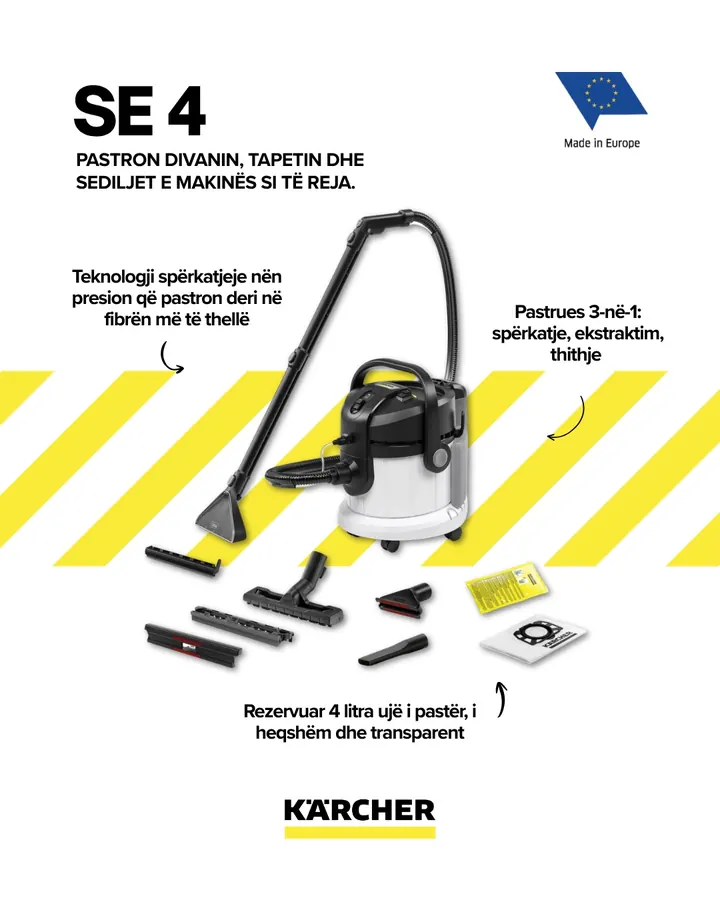 SE 4
Made in Europe
PASTRON DIVANIN, TAPETIN DHE
SEDILJET E MAKINËS SI TË REJA.
Teknologji spërkatjeje nën
presion që pastron deri në
fibrën më të thellë
Pastrues 3-në-1:
spërkatje, ekstraktim,
thithje
KÄRCHER
Rezervuar 4 litra ujë i pastër, i
heqshëm dhe transparent
KÄRCHER